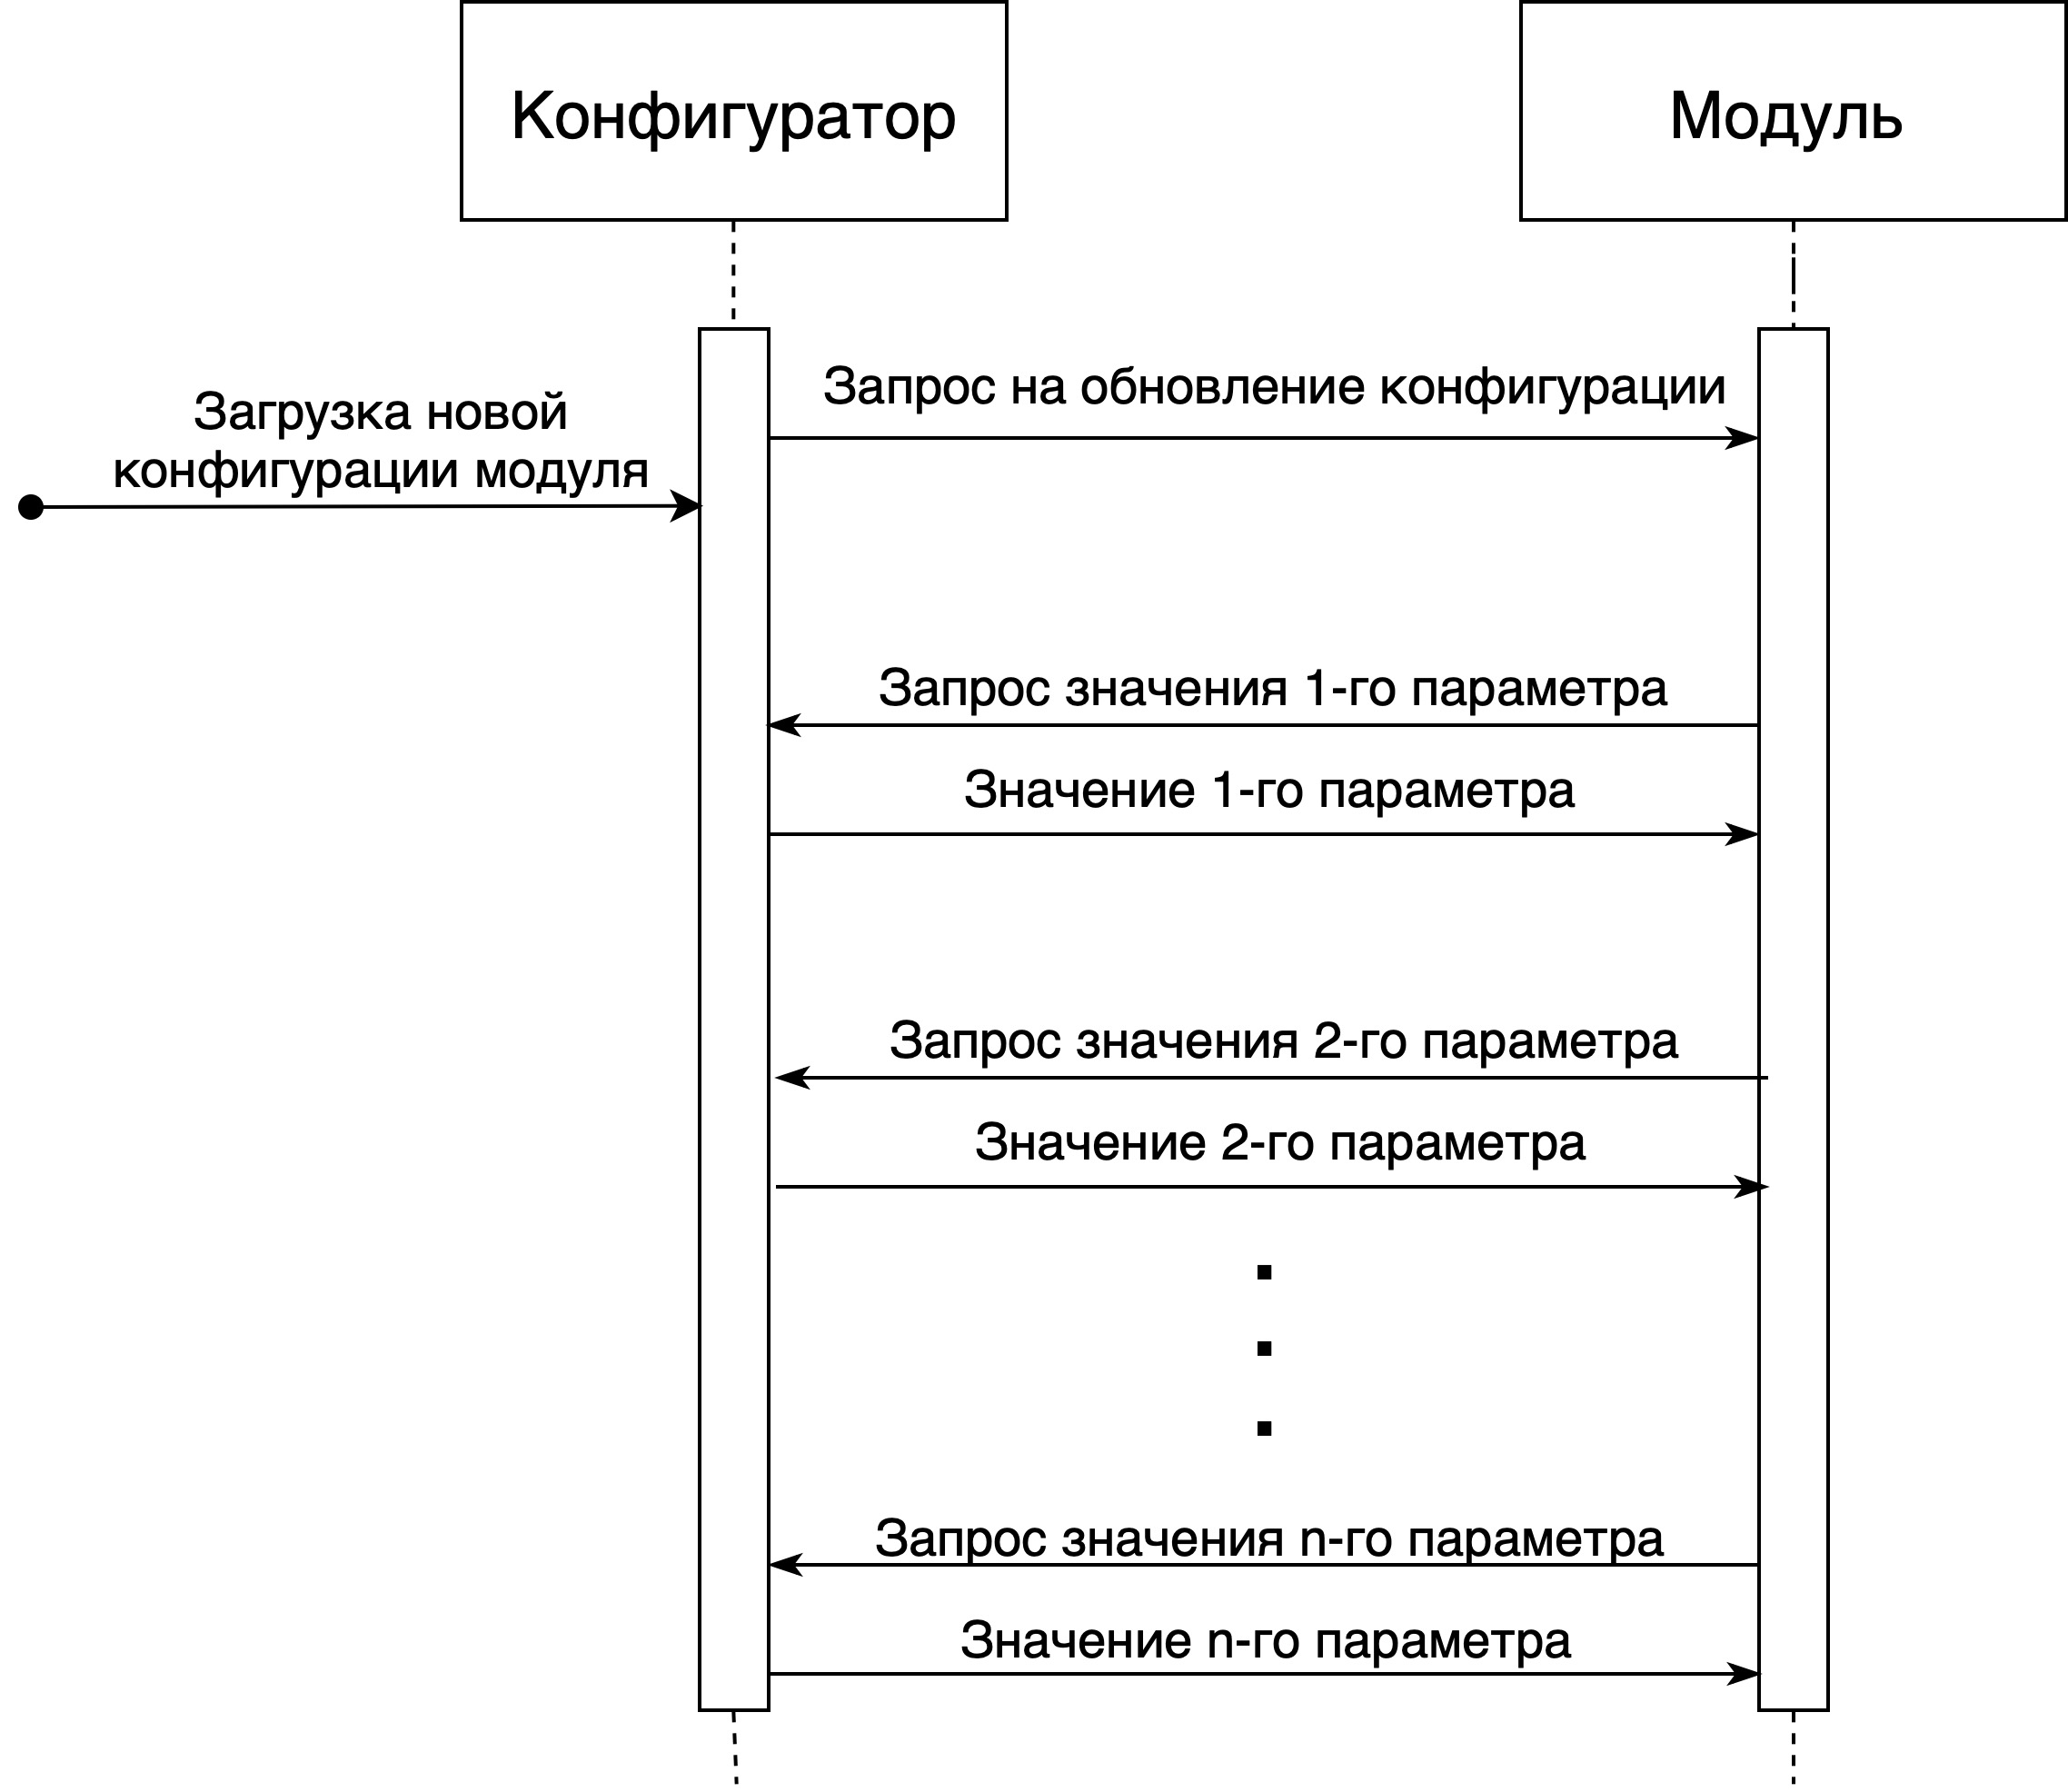 Конфигуратор
Модуль
Запрос на обновление конфигурации
Загрузка новой
конфигурации модуля
Запрос значения 1-го параметра
Значение 1-го параметра
Запрос значения 2-го параметра
Значение 2-го параметра
.
.
.
Запрос значения n-го параметра
Значение n-го параметра